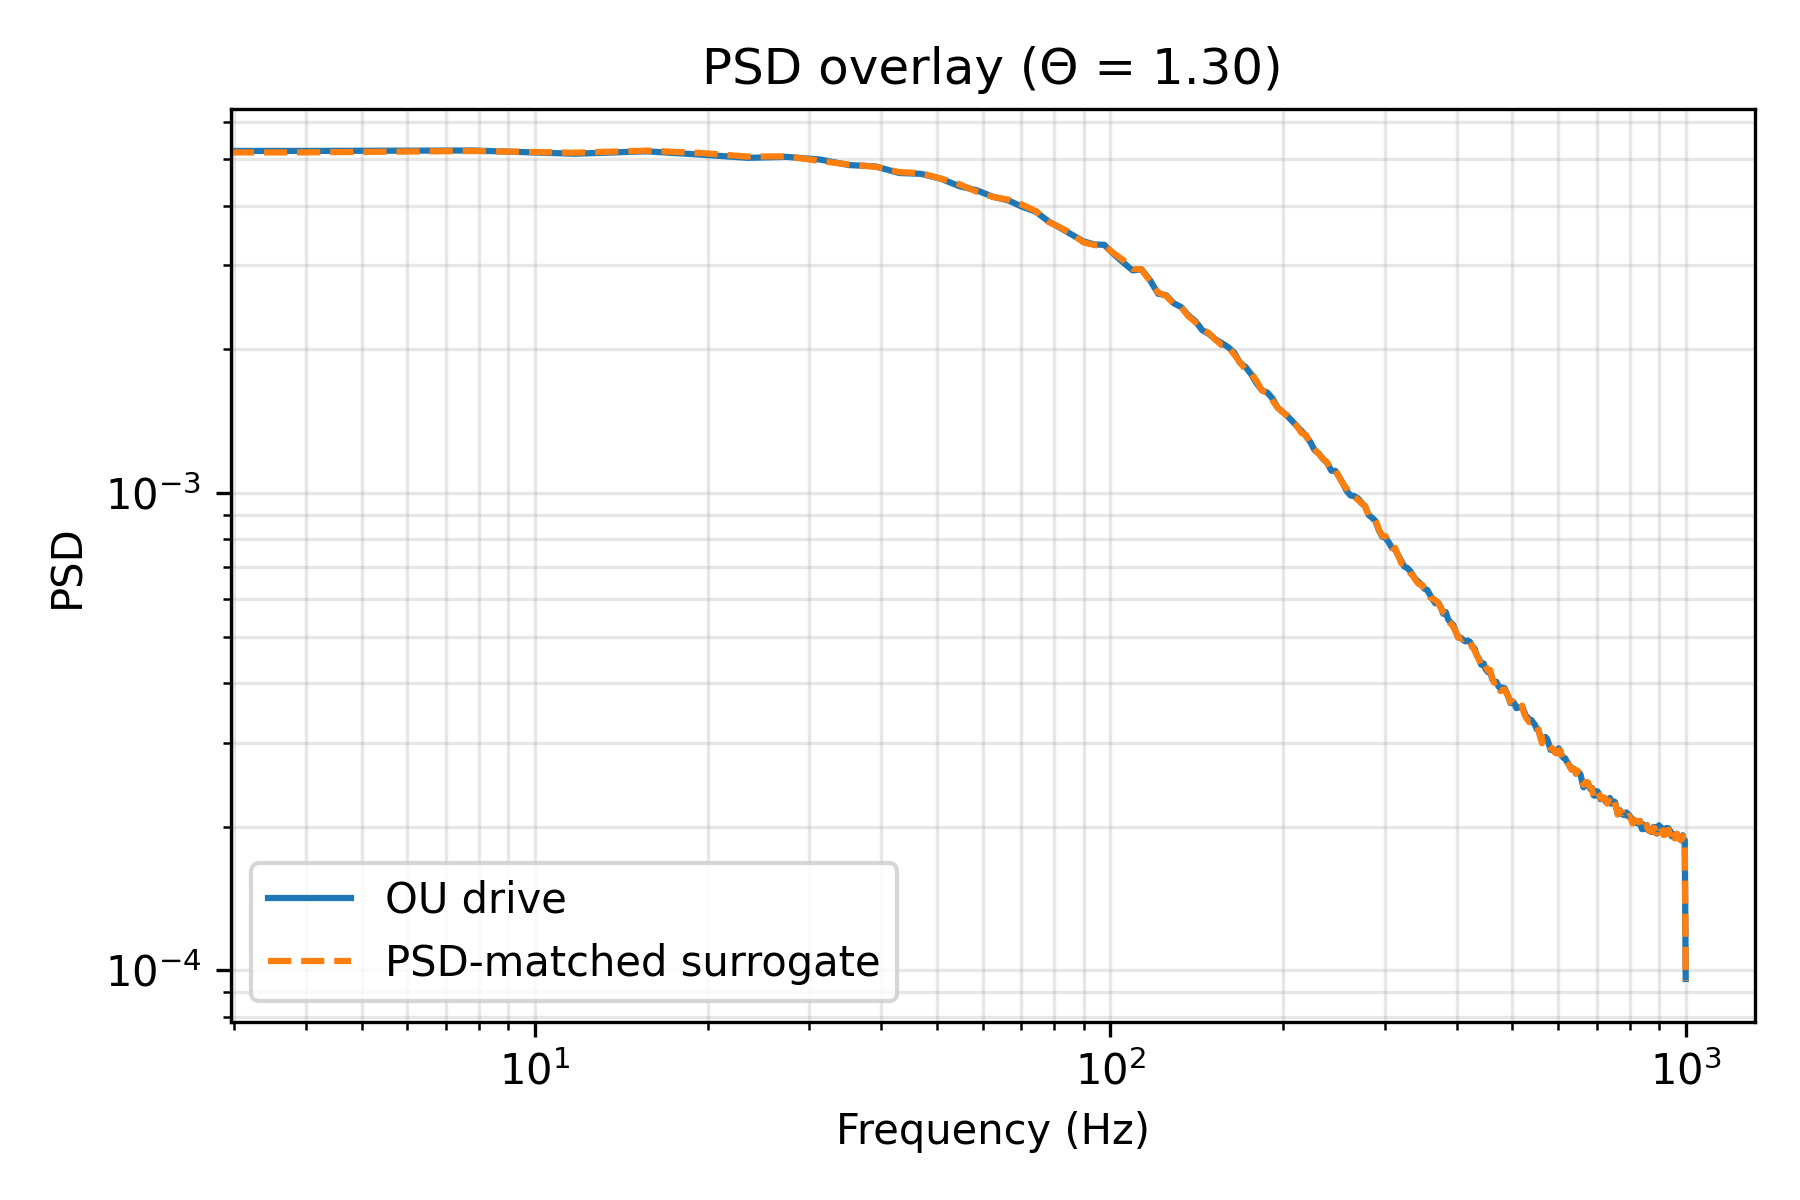 PSD overlay (Θ = 1.30)
PSD
10⁻³
10⁻⁴
OU drive
PSD-matched surrogate
10¹ 10² 10³
Frequency (Hz)